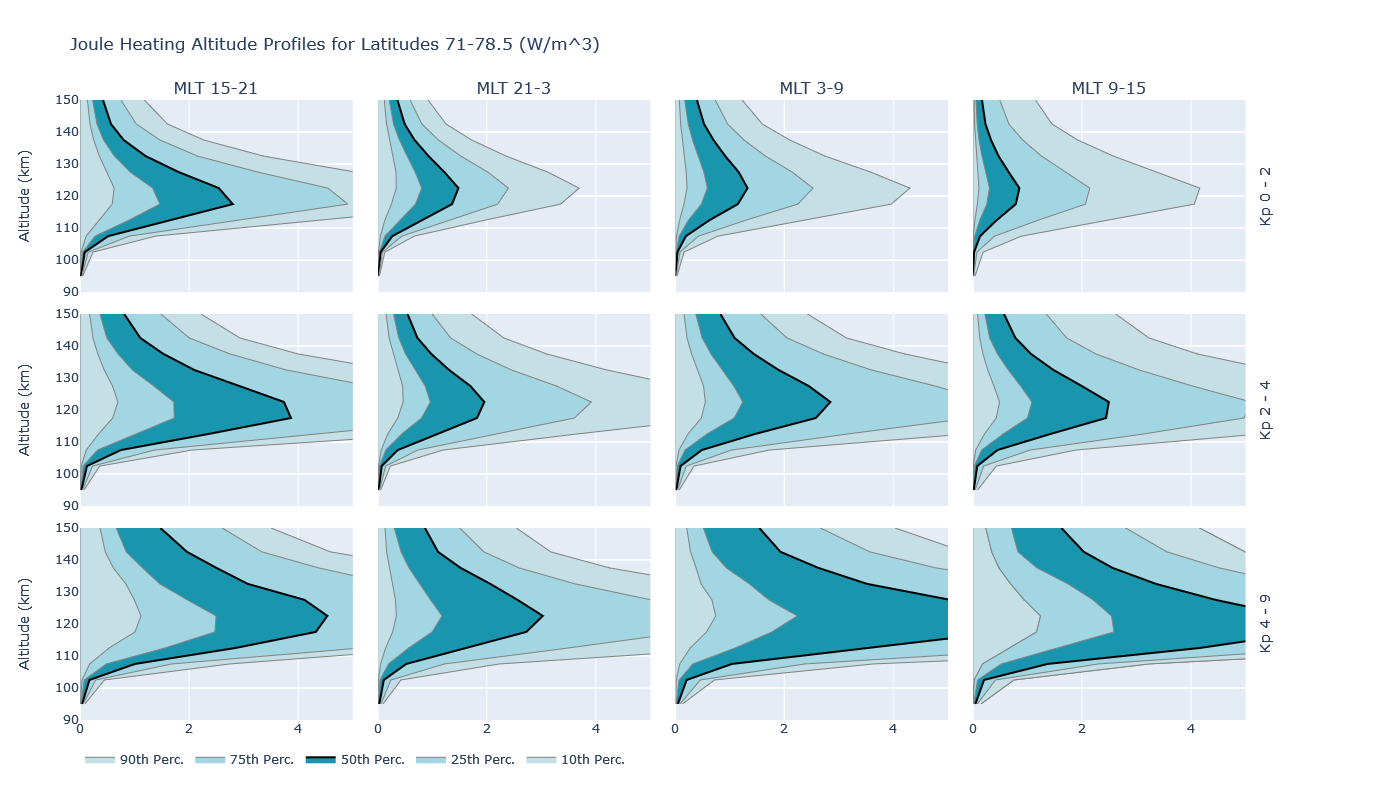 Joule Heating Altitude Profiles for Latitudes 71-78.5 (W/m^3)
MLT 15-21 MLT 21-3 MLT 3-9 MLT 9-15
150
140
130
120
110
100
90
Altitude (km)
Kp 0 - 2
150
140
130
120
110
100
90
Altitude (km)
Kp 2 - 4
150
140
130
120
110
100
90
Altitude (km)
Kp 4 - 9
0 2 4 0 2 4 0 2 4 0 2 4
90th Perc. 75th Perc. 50th Perc. 25th Perc. 10th Perc.